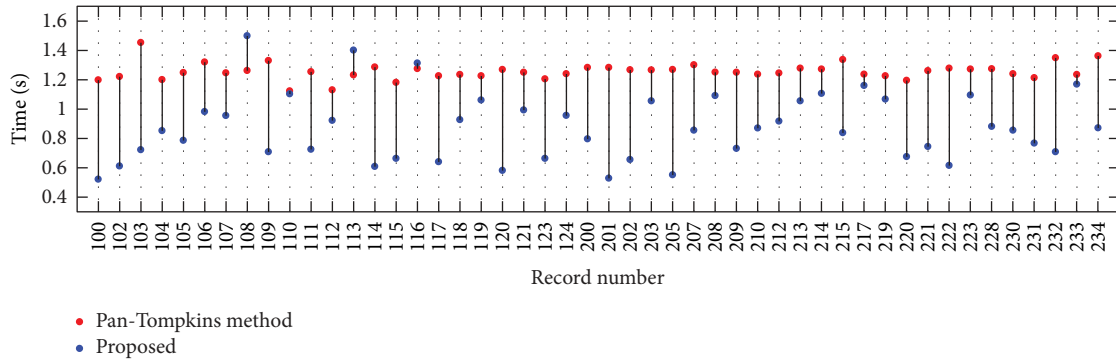 1.6
1.4
1.2
1
0.8
0.6
0.4
Time (s)
100 102 103 104 105 106 107 108 109 110 111 112 113 114 115 116 117 118 119 120 121 123 124 200 201 202 203 205 207 208 209 210 212 213 214 215 217 219 220 221 222 223 228 230 231 232 233 234
Record number
Pan-Tompkins method
Proposed